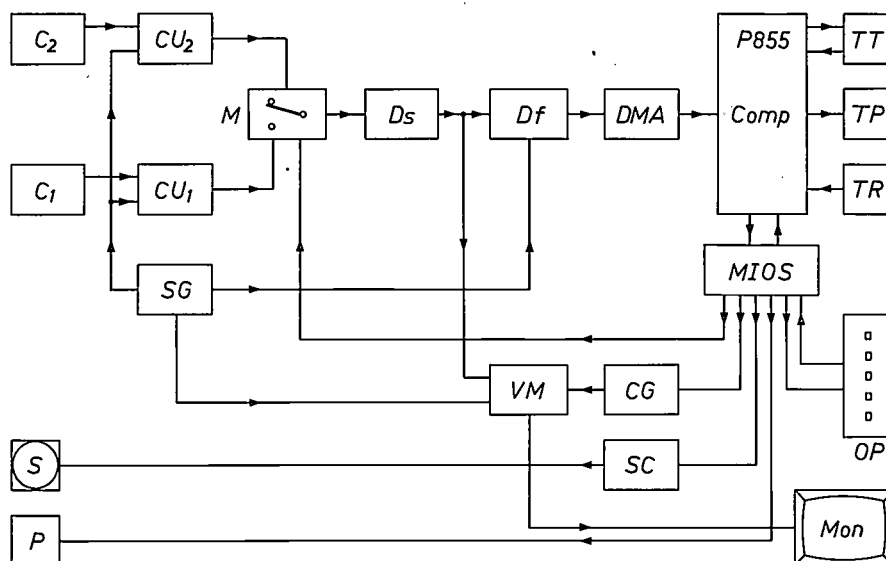 C2
CU2
P855
TT
M
Ds
Df
DMA
Comp
TP
C1
CU1
TR
SG
MIOS
VM
CG
OP
S
SC
P
Mon